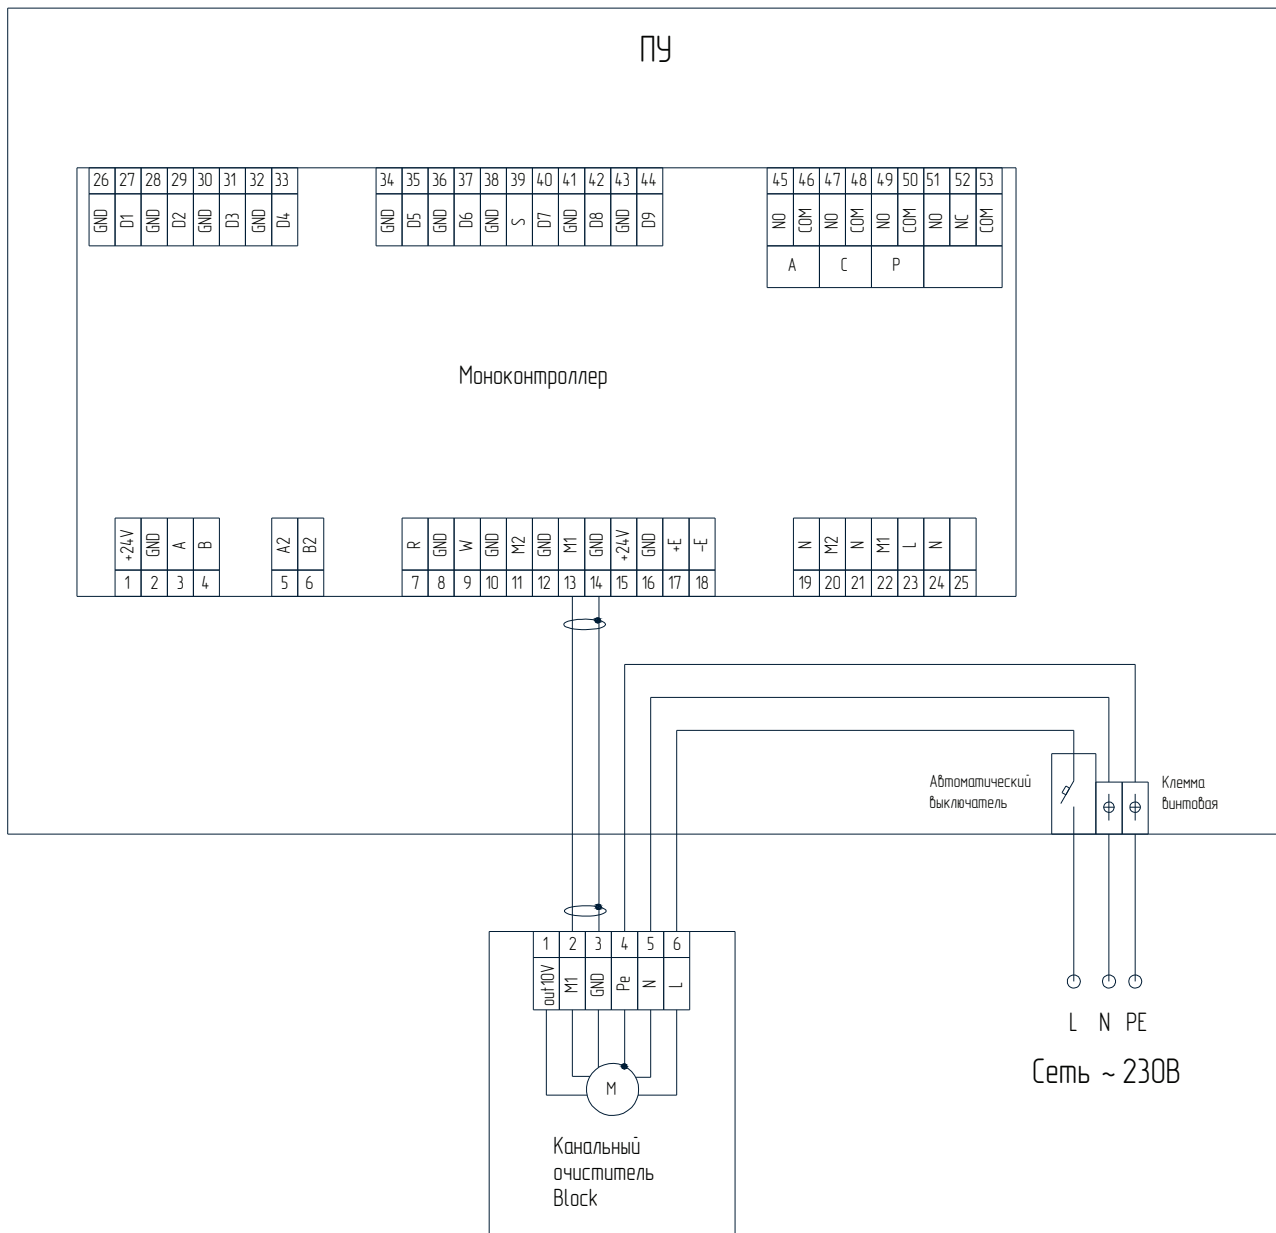 ПУ
26 27 28 29 30 31 32 33 34 35 36 37 38 39 40 41 42 43 44 45 46 47 48 49 50 51 52 53
GND D1 GND D2 GND D3 GND D4 GND D5 GND D6 GND S D7 GND D8 GND D9 NO COM NO COM NO COM NO NC COM
A C P
Моноконтроллер
+24V GND A B A2 B2 R GND W GND M2 GND M1 GND +24V GND +E -E N M2 N M1 L N
1 2 3 4 5 6 7 8 9 10 11 12 13 14 15 16 17 18 19 20 21 22 23 24 25
Автоматический
выключатель
Клемма
винтовая
1 2 3 4 5 6
out10V M1 GND Pe N L
M
L N PE
Сеть ~ 230В
Канальный
очиститель
Block